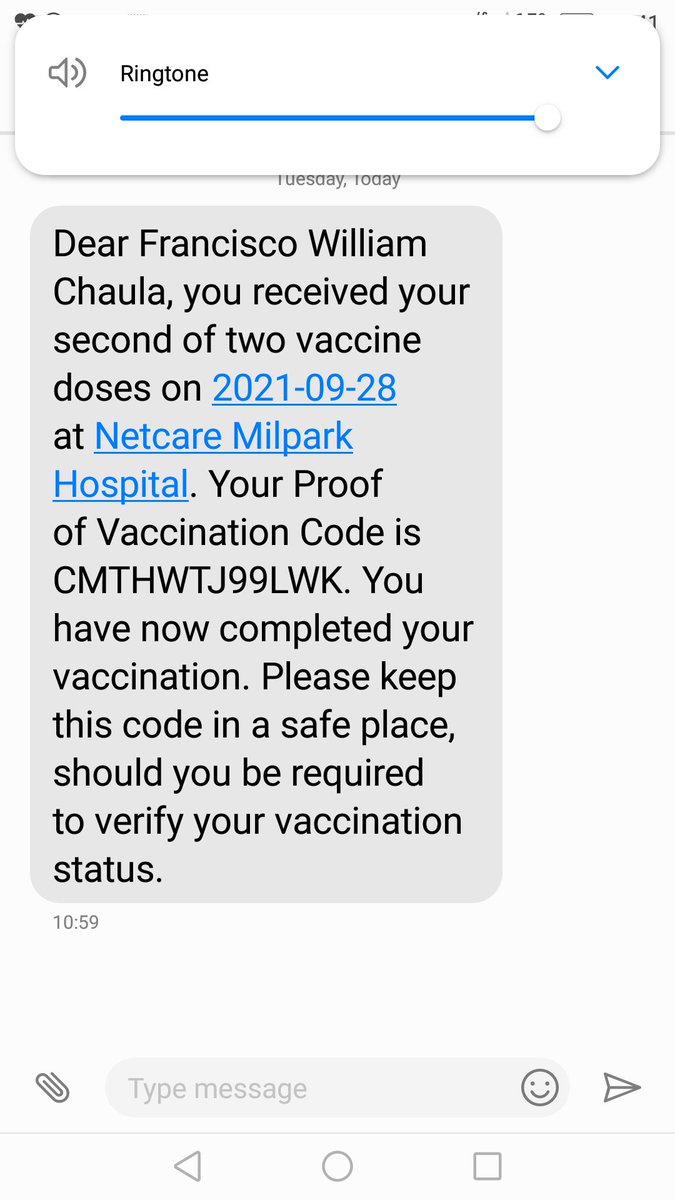 Ringtone
Tuesday, Today
Dear Francisco William
Chaula, you received your
second of two vaccine
doses on 2021-09-28
at Netcare Milpark
Hospital. Your Proof
of Vaccination Code is
CMTHWTJ99LWK. You
have now completed your
vaccination. Please keep
this code in a safe place,
should you be required
to verify your vaccination
status.
10:59
Type message